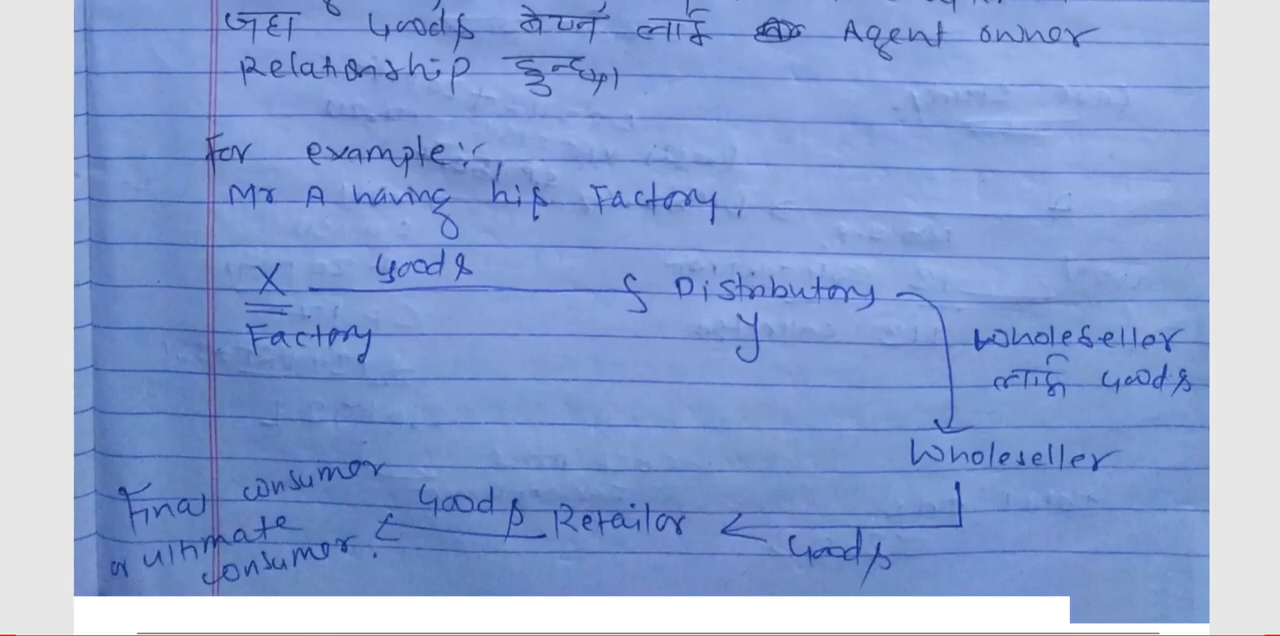 जहा Goods बेचन लाई Agent owner
Relationship हुन्छ।
For example:-,
Mr A having his Factory.
X Goods Distributory
Factory Y
Wholeseller
लाई Goods
Wholeseller
Final consumer Goods Retailor Goods
or ultimate
consumer.